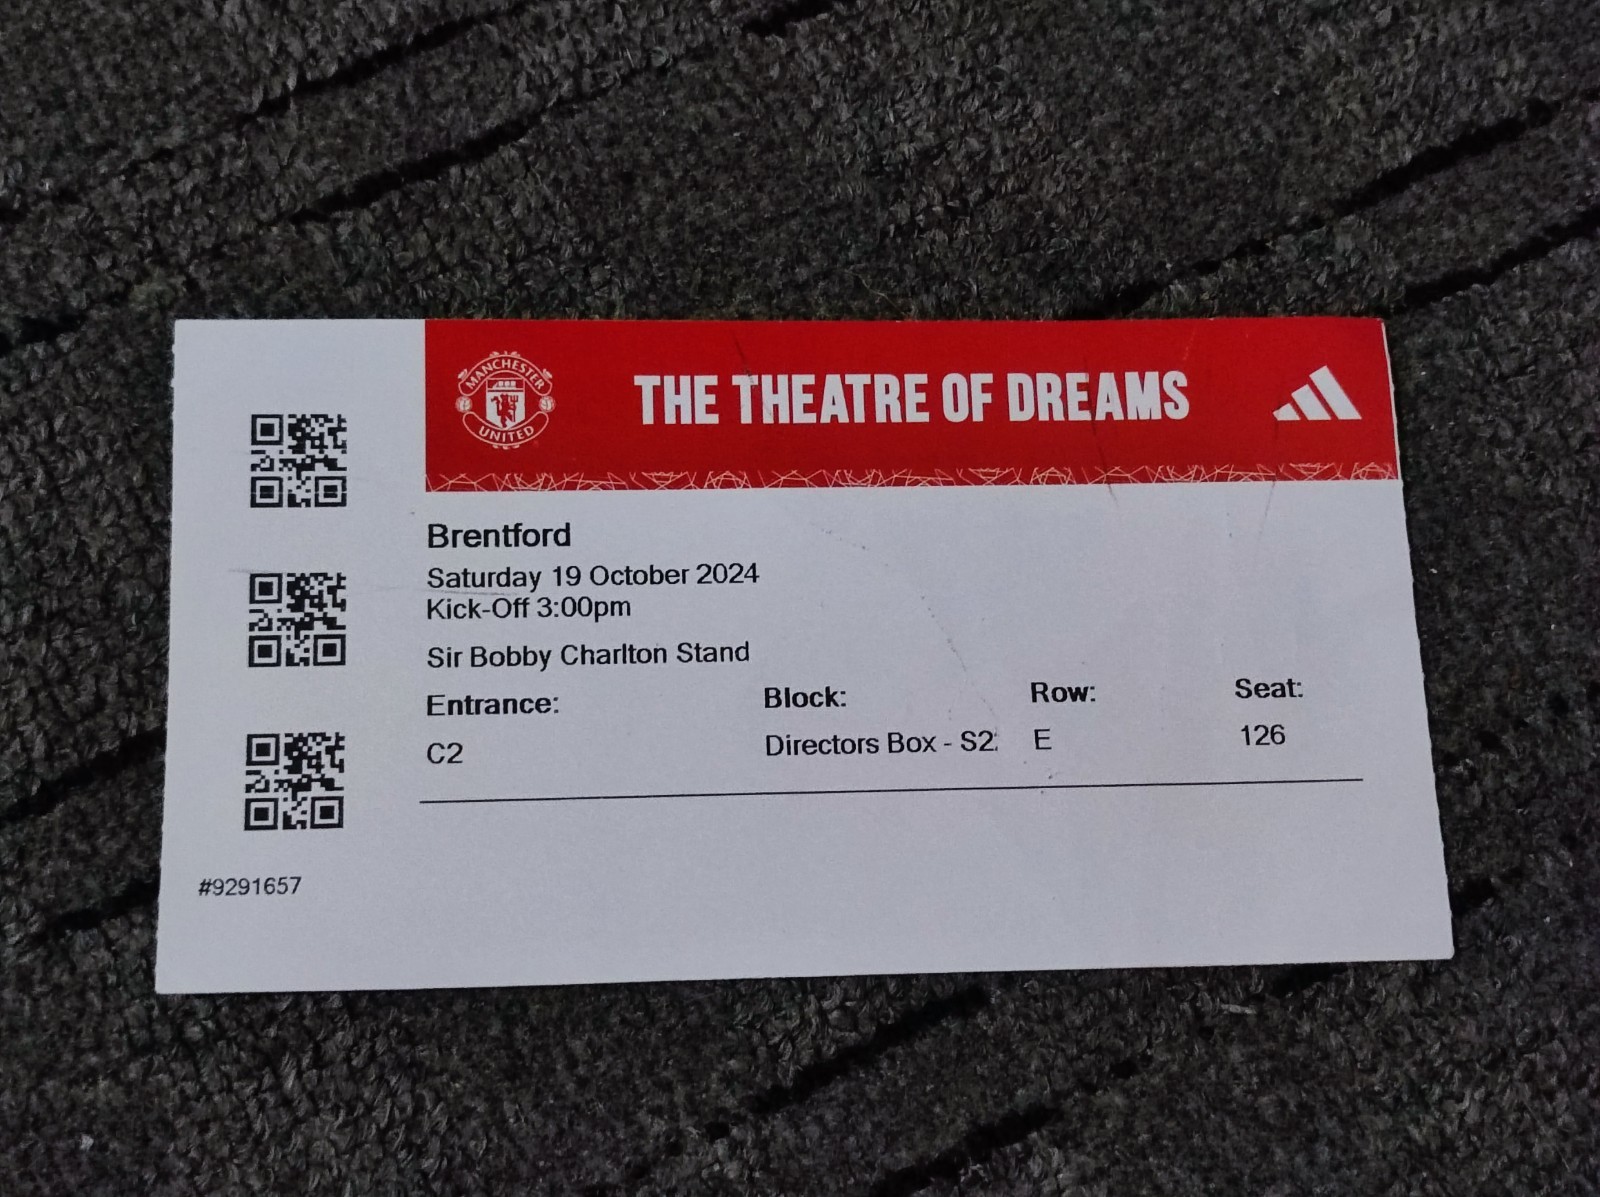 MANCHESTER
UNITED
THE THEATRE OF DREAMS
Brentford
Saturday 19 October 2024
Kick-Off 3:00pm
Sir Bobby Charlton Stand
Entrance: Block: Row: Seat:
C2 Directors Box - S2 E 126
#9291657